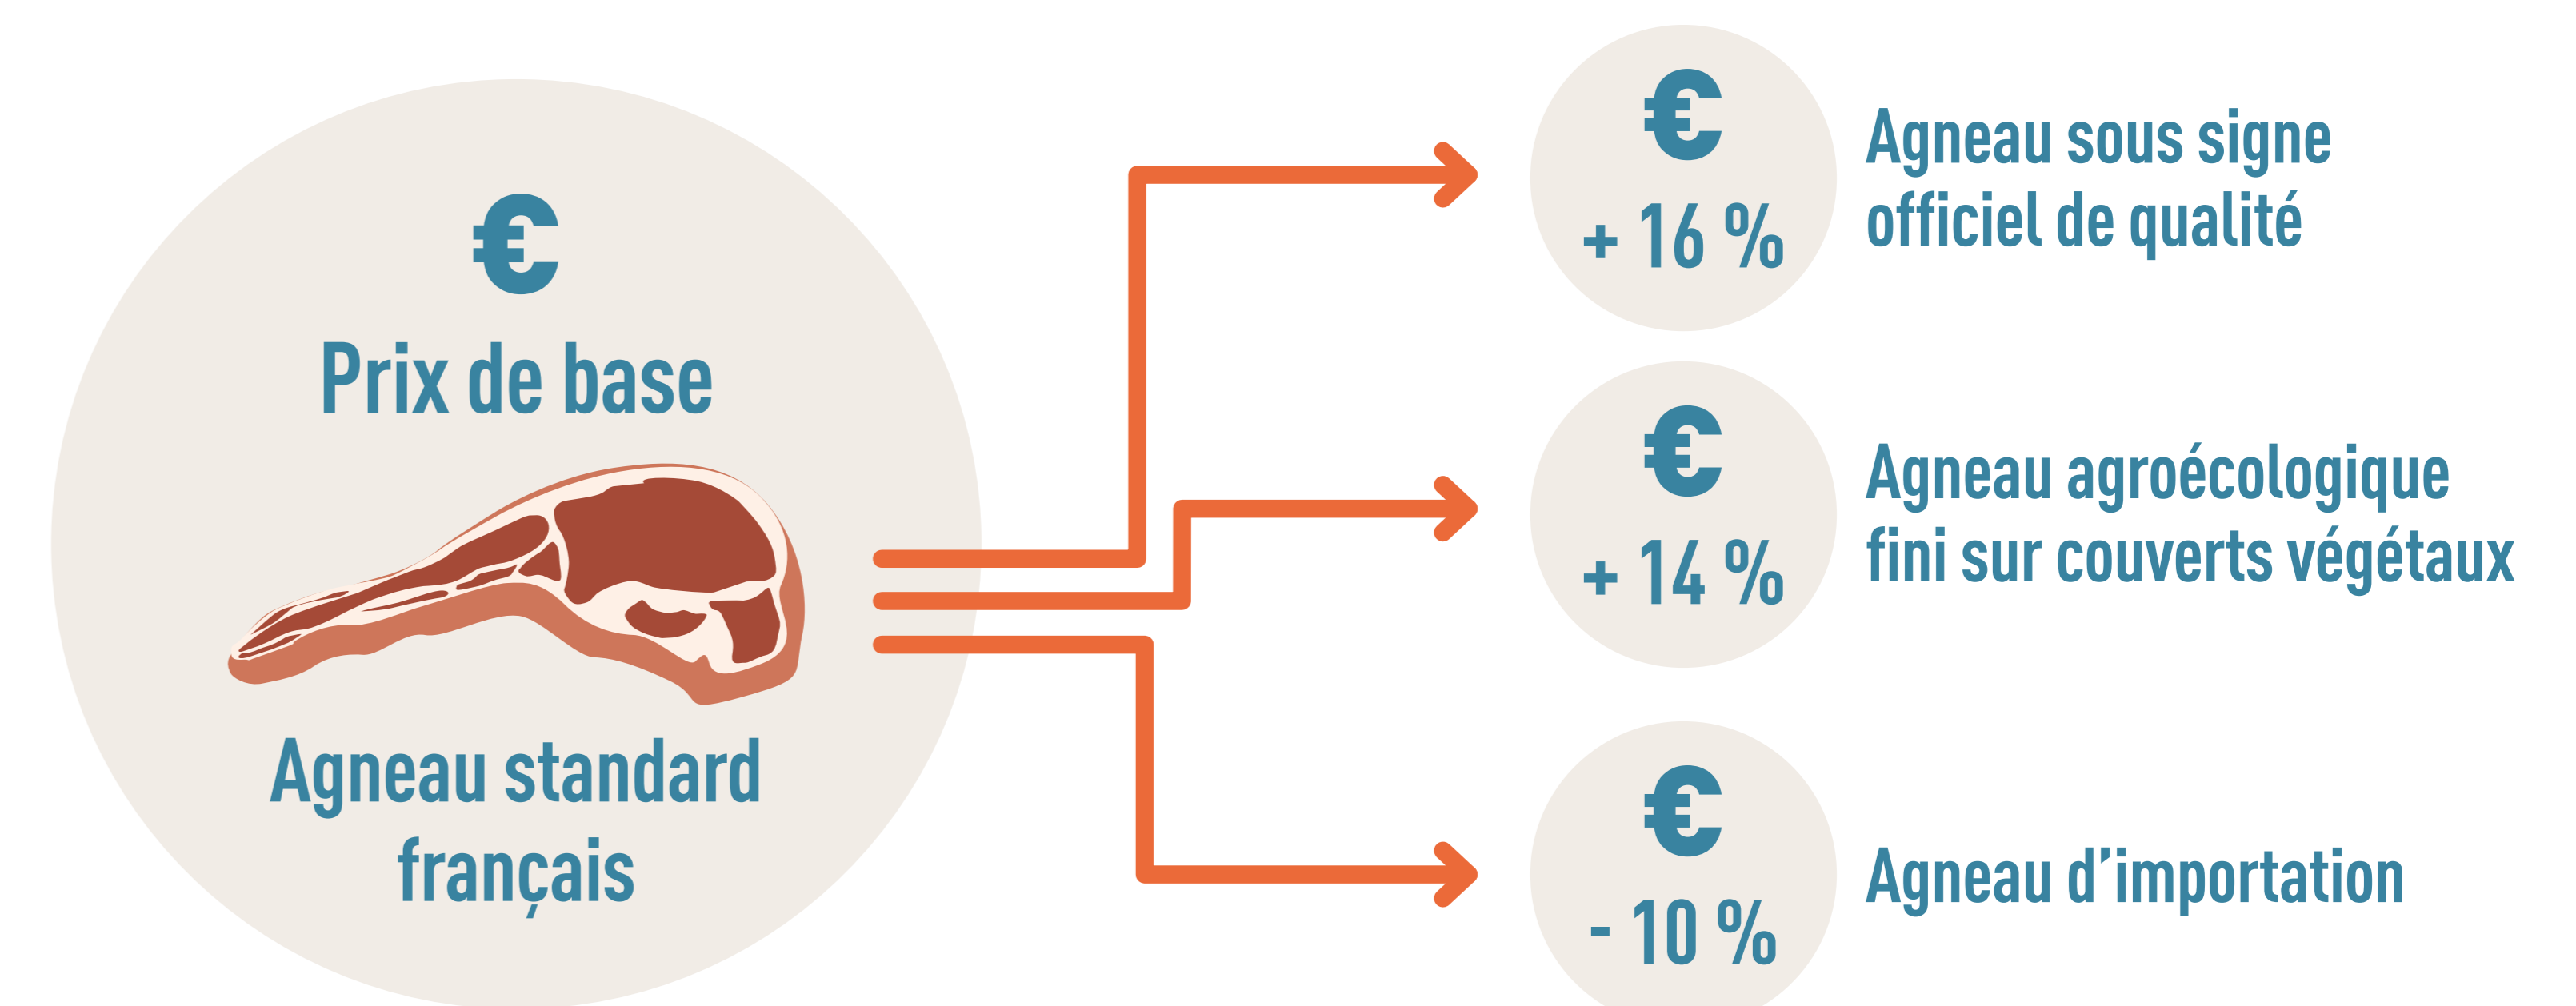 €
Prix de base
Agneau standard
français
€
+ 16 %
Agneau sous signe
officiel de qualité
€
+ 14 %
Agneau agroécologique
fini sur couverts végétaux
€
- 10 %
Agneau d’importation